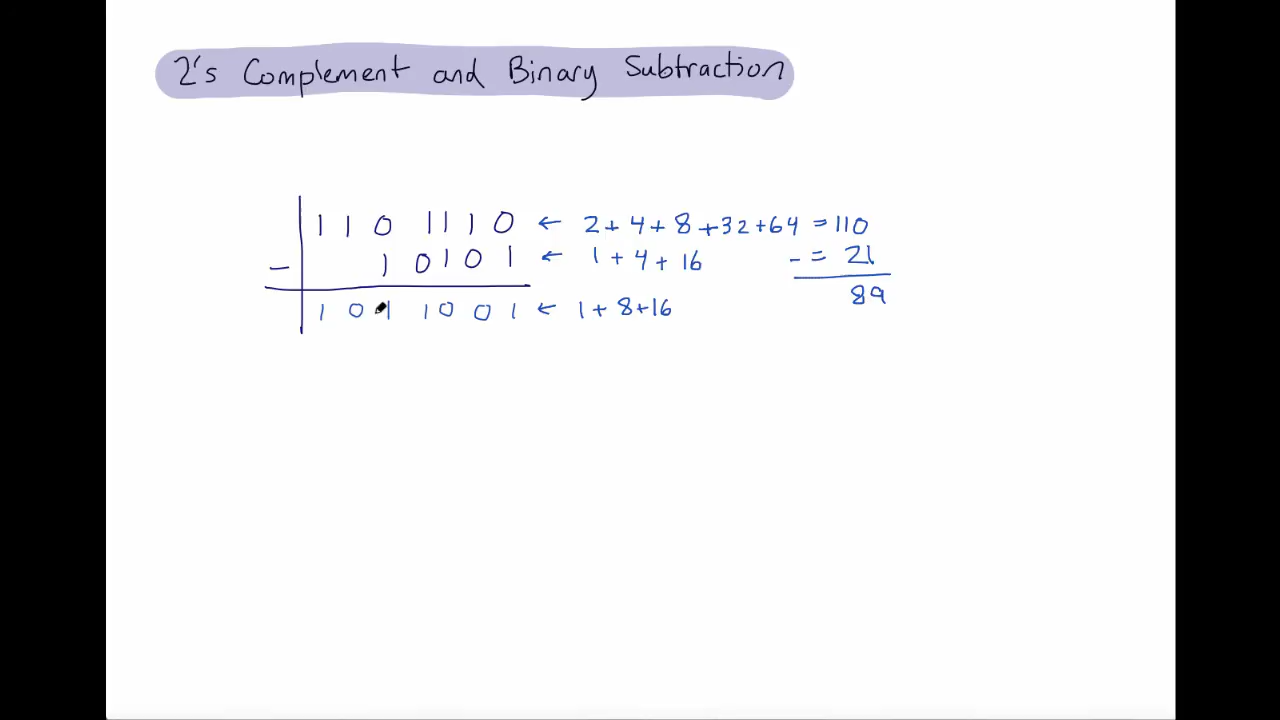 2's Complement and Binary Subtraction
1 1 0 1 1 1 0 ← 2 + 4 + 8 + 32 + 64 = 110
- 1 0 1 0 1 ← 1 + 4 + 16 - = 21
1 0 1 1 0 0 1 ← 1 + 8 + 16 89